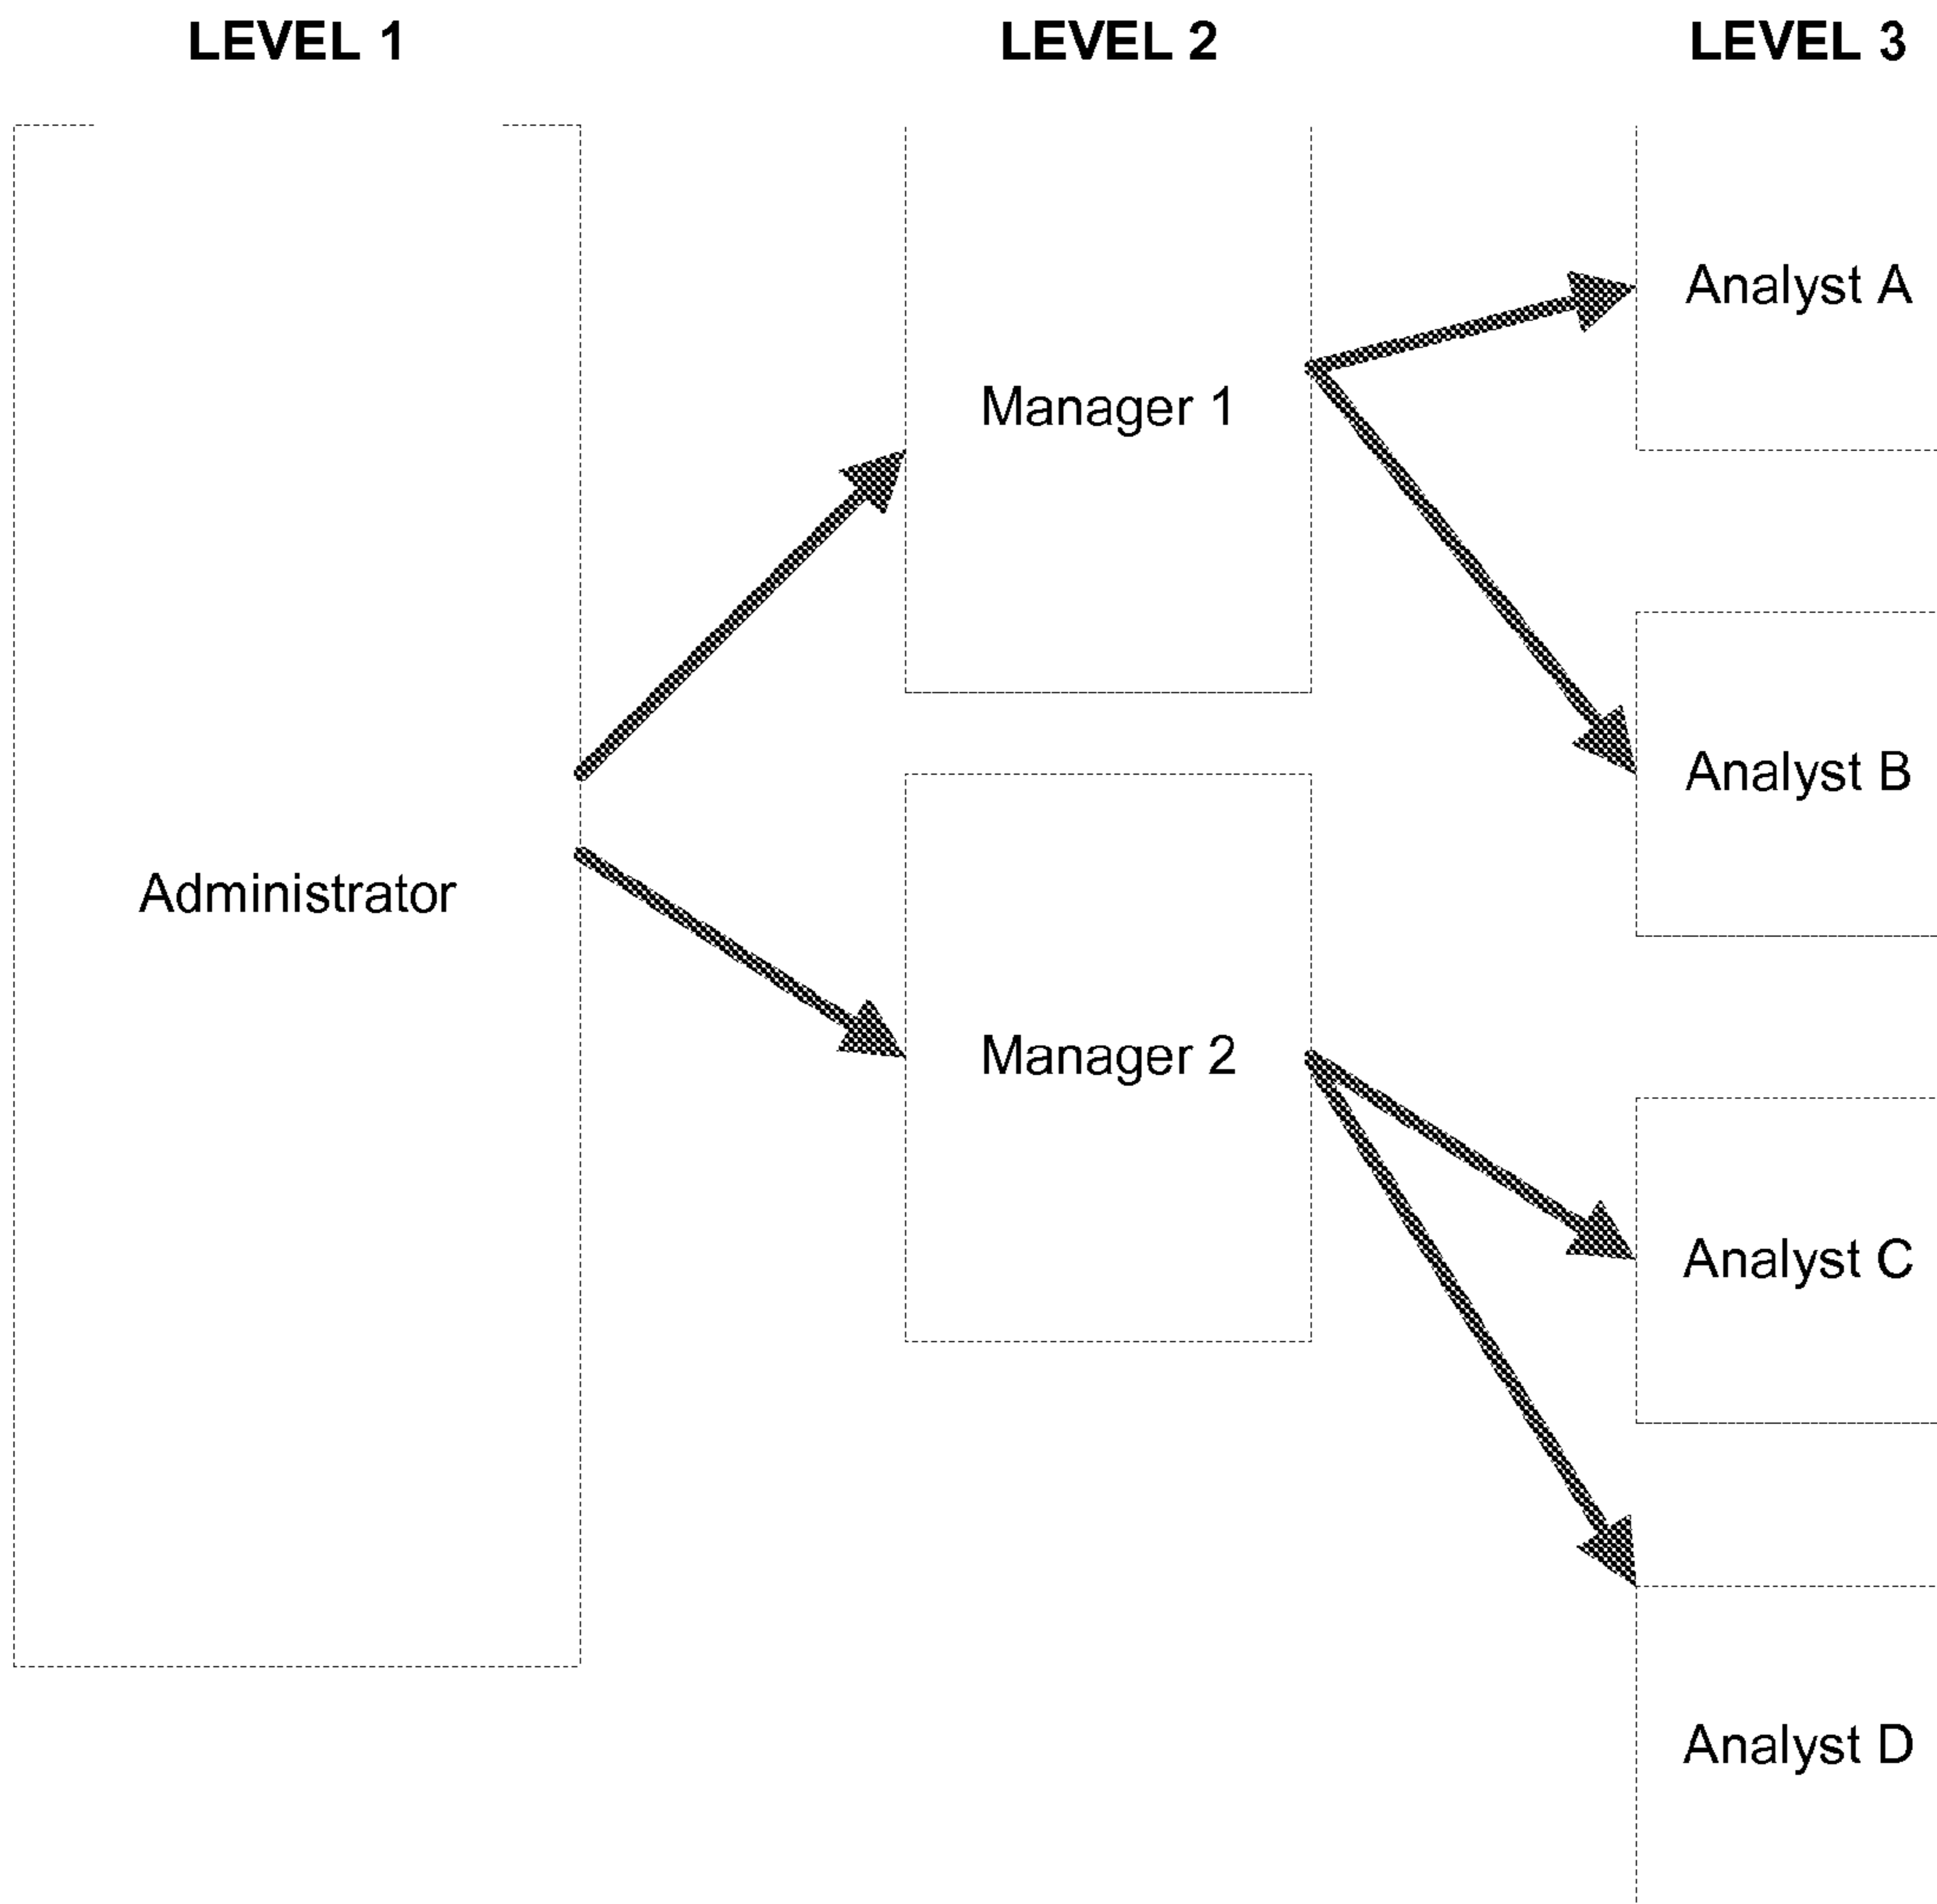 LEVEL 1
LEVEL 2
LEVEL 3
Administrator
Manager 1
Manager 2
Analyst A
Analyst B
Analyst C
Analyst D